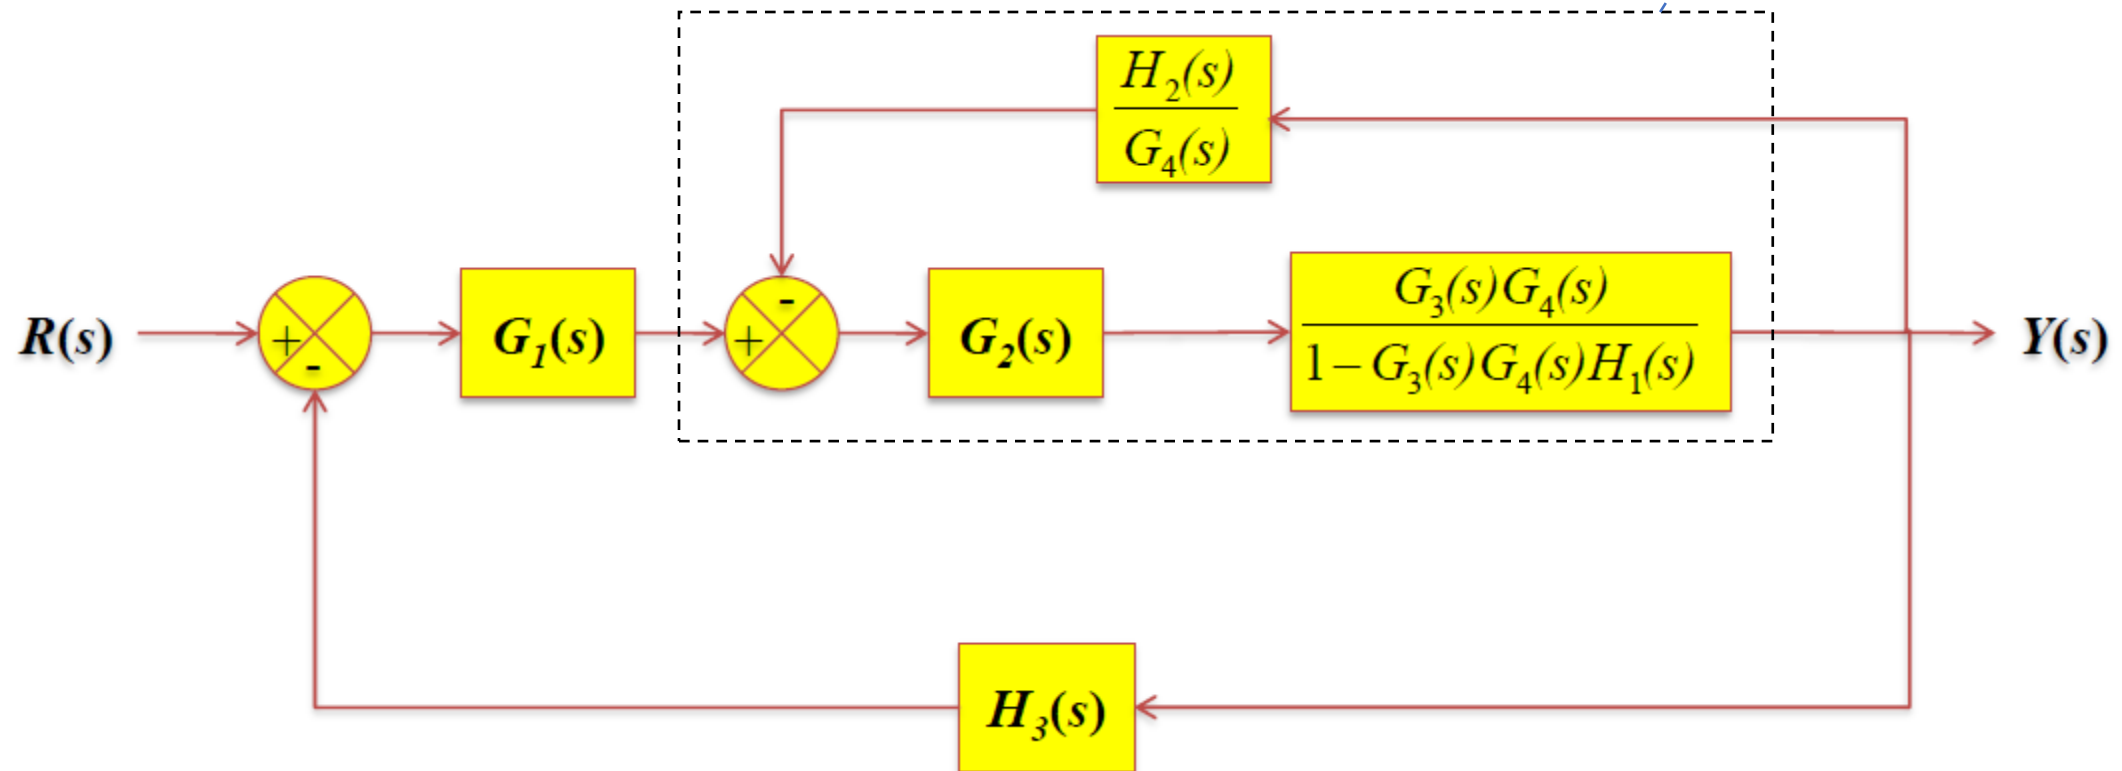 H₂(s)
G₄(s)
R(s) + - G₁(s) + - G₂(s) G₃(s)G₄(s) Y(s)
1−G₃(s)G₄(s)H₁(s)
H₃(s)